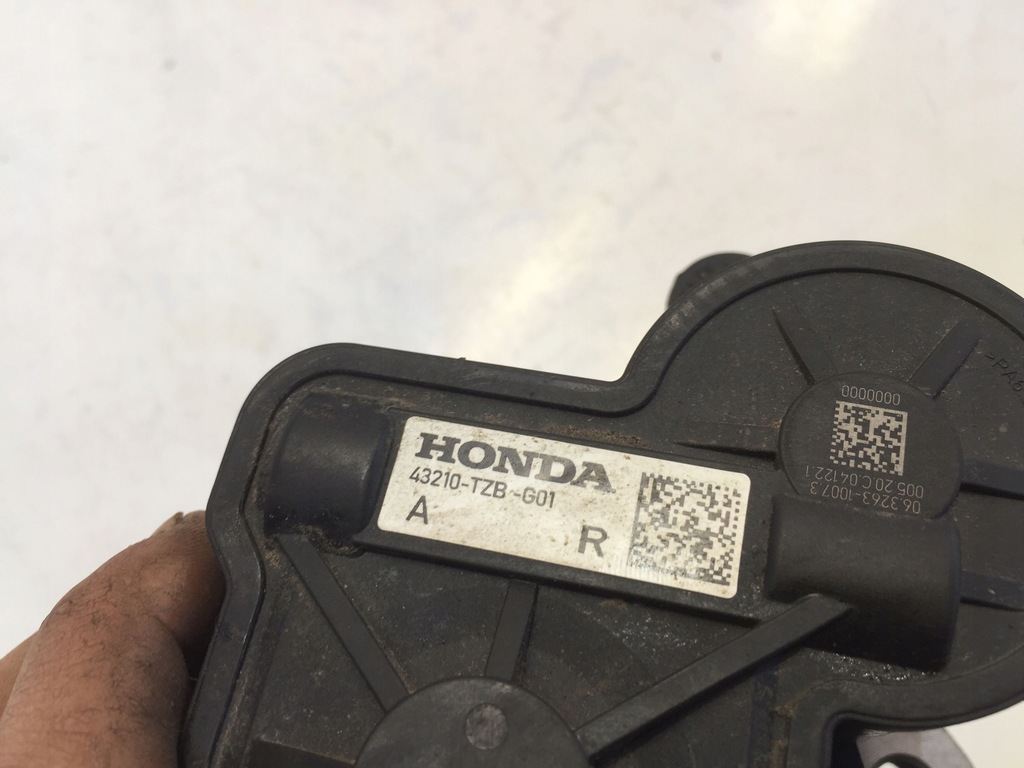 HONDA
43210-TZB-G01
A
R
06.3263-1007.3
005 20.C 04122.1
0000000